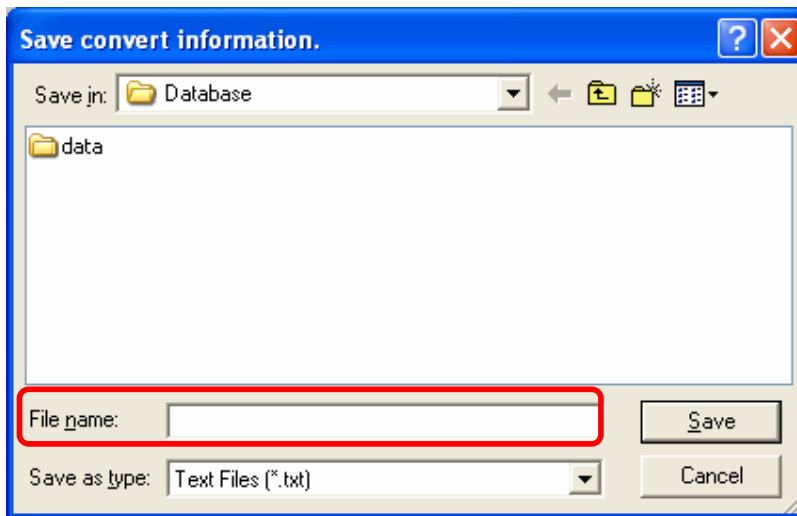 Save convert information.
Save in: Database
data
File name:
Save
Save as type: Text Files (*.txt)
Cancel